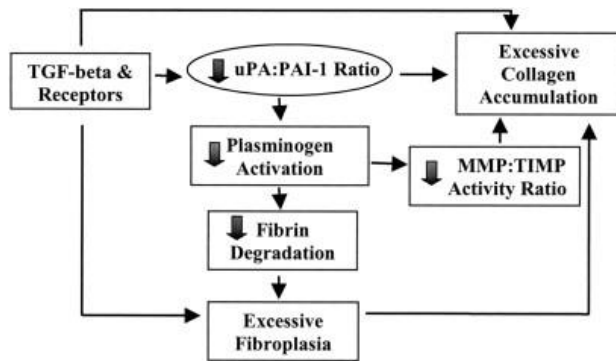 TGF-beta &
Receptors
uPA:PAI-1 Ratio
Excessive
Collagen
Accumulation
Plasminogen
Activation
MMP:TIMP
Activity Ratio
Fibrin
Degradation
Excessive
Fibroplasia